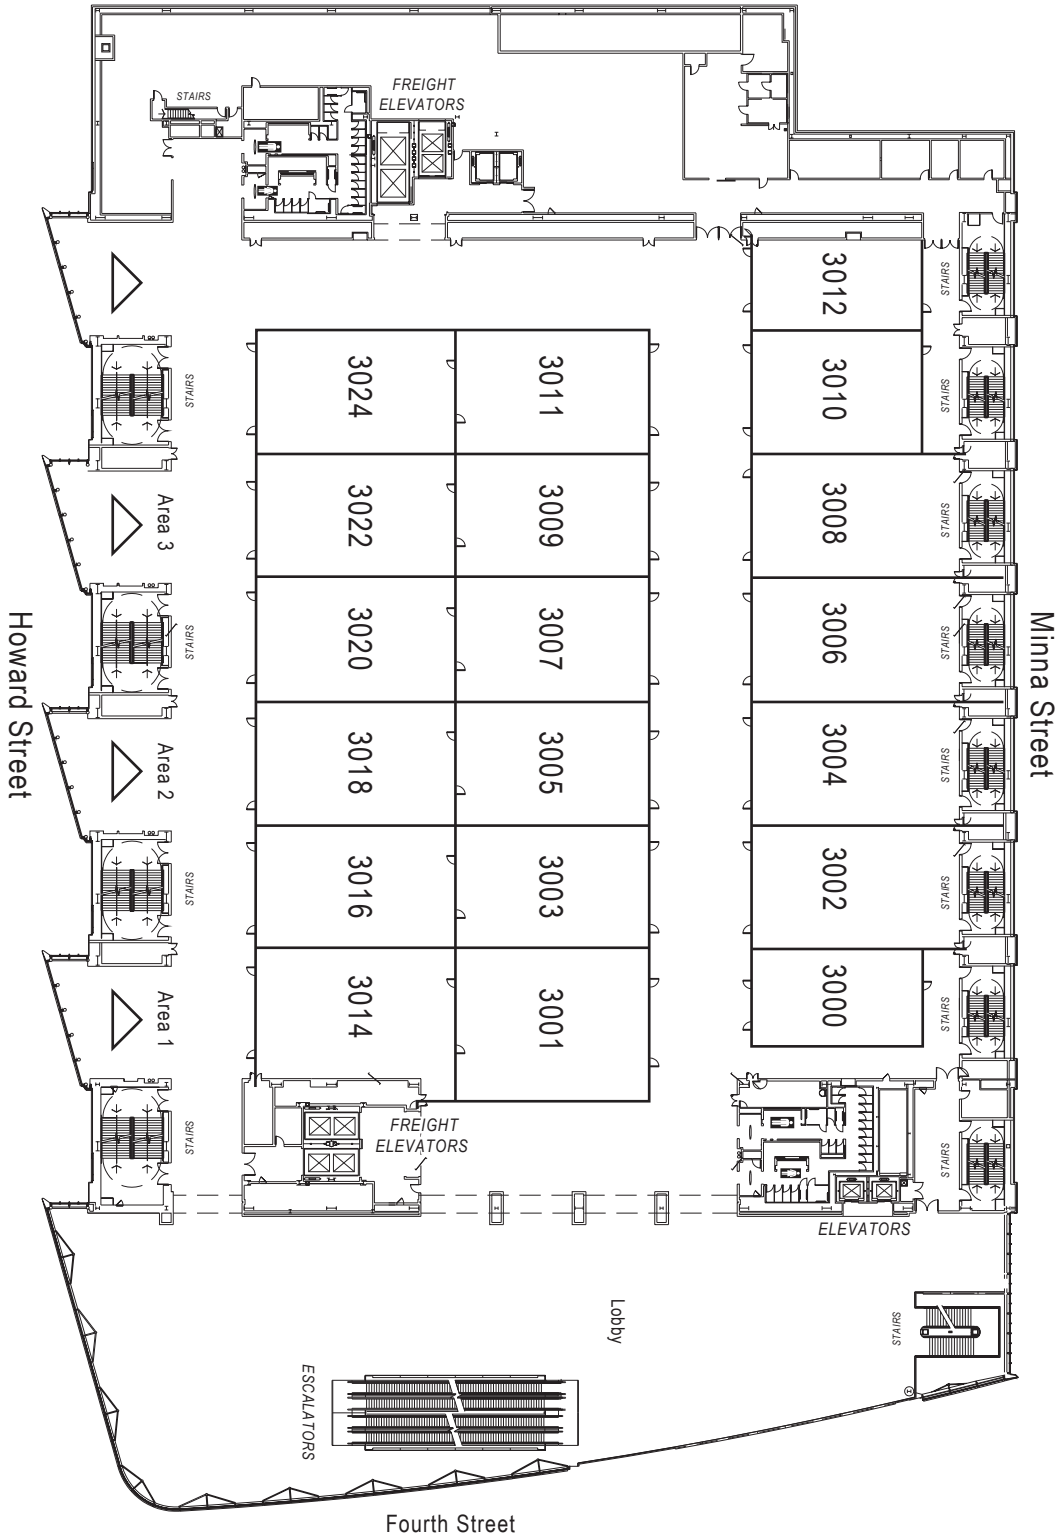 FREIGHT
ELEVATORS
STAIRS
3012
STAIRS
3024
3011
3010
STAIRS
STAIRS
Area 3
3022
3009
3008
STAIRS
Howard Street
STAIRS
3020
3007
3006
STAIRS
Minna Street
Area 2
3018
3005
3004
STAIRS
STAIRS
3016
3003
3002
STAIRS
Area 1
3014
3001
3000
STAIRS
STAIRS
FREIGHT
ELEVATORS
STAIRS
ELEVATORS
Lobby
STAIRS
ESCALATORS
Fourth Street